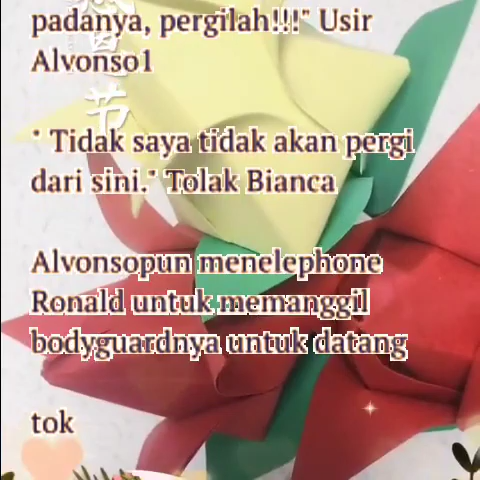 padanya, pergilah!!!" Usir
Alvonso1
" Tidak saya tidak akan pergi
dari sini." Tolak Bianca
Alvonsopun menelephone
Ronald untuk memanggil
bodyguardnya untuk datang
tok
节